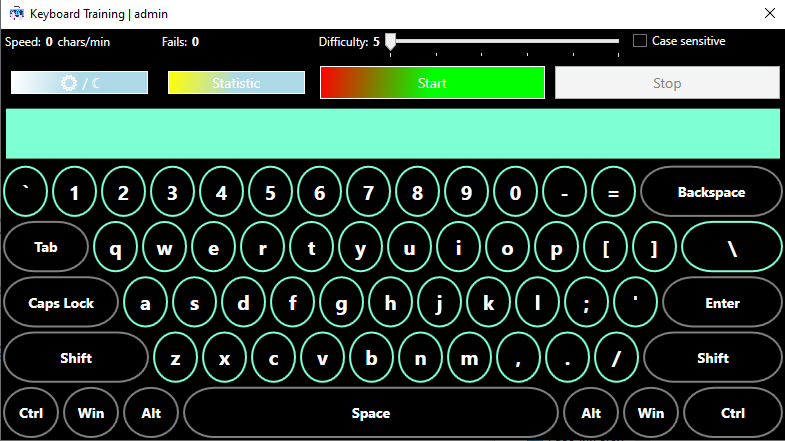 Keyboard Training | admin
Speed: 0 chars/min Fails: 0 Difficulty: 5 Case sensitive
/ Statistic Start Stop
` 1 2 3 4 5 6 7 8 9 0 - = Backspace
Tab q w e r t y u i o p [ ] \
Caps Lock a s d f g h j k l ; ' Enter
Shift z x c v b n m , . / Shift
Ctrl Win Alt Space Alt Win Ctrl